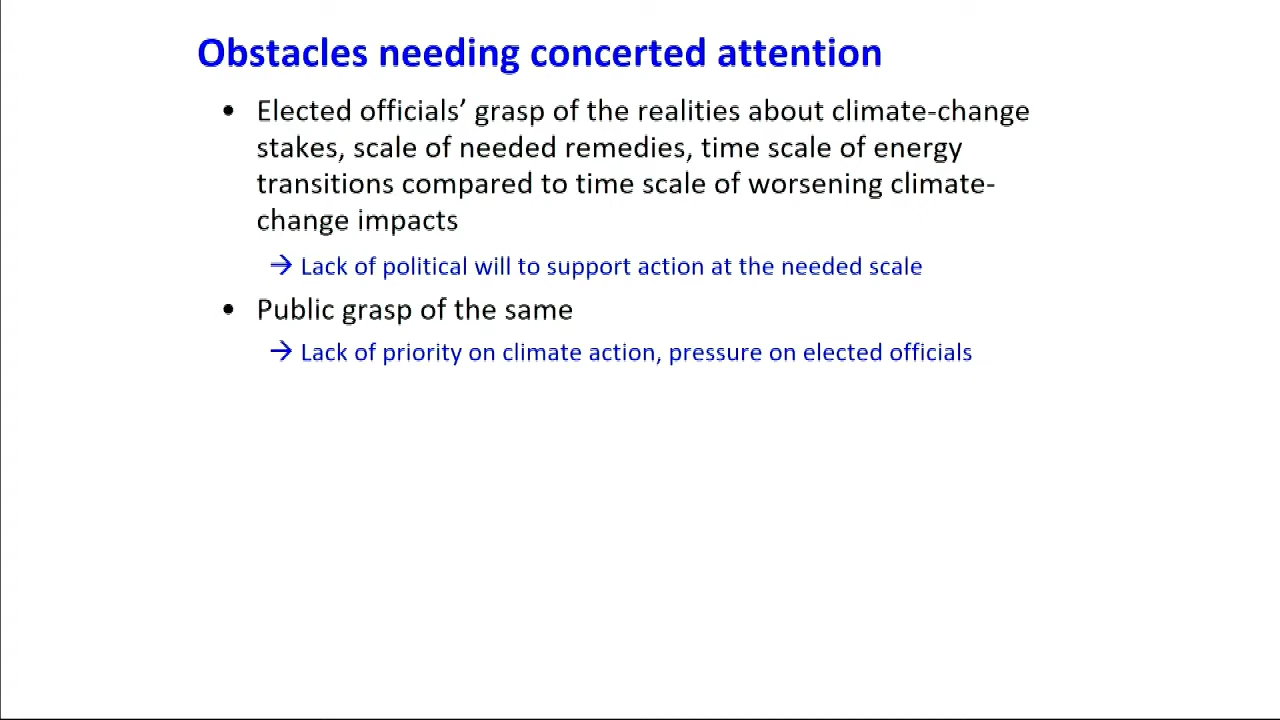 Obstacles needing concerted attention
• Elected officials’ grasp of the realities about climate-change
stakes, scale of needed remedies, time scale of energy
transitions compared to time scale of worsening climate-
change impacts
→ Lack of political will to support action at the needed scale
• Public grasp of the same
→ Lack of priority on climate action, pressure on elected officials